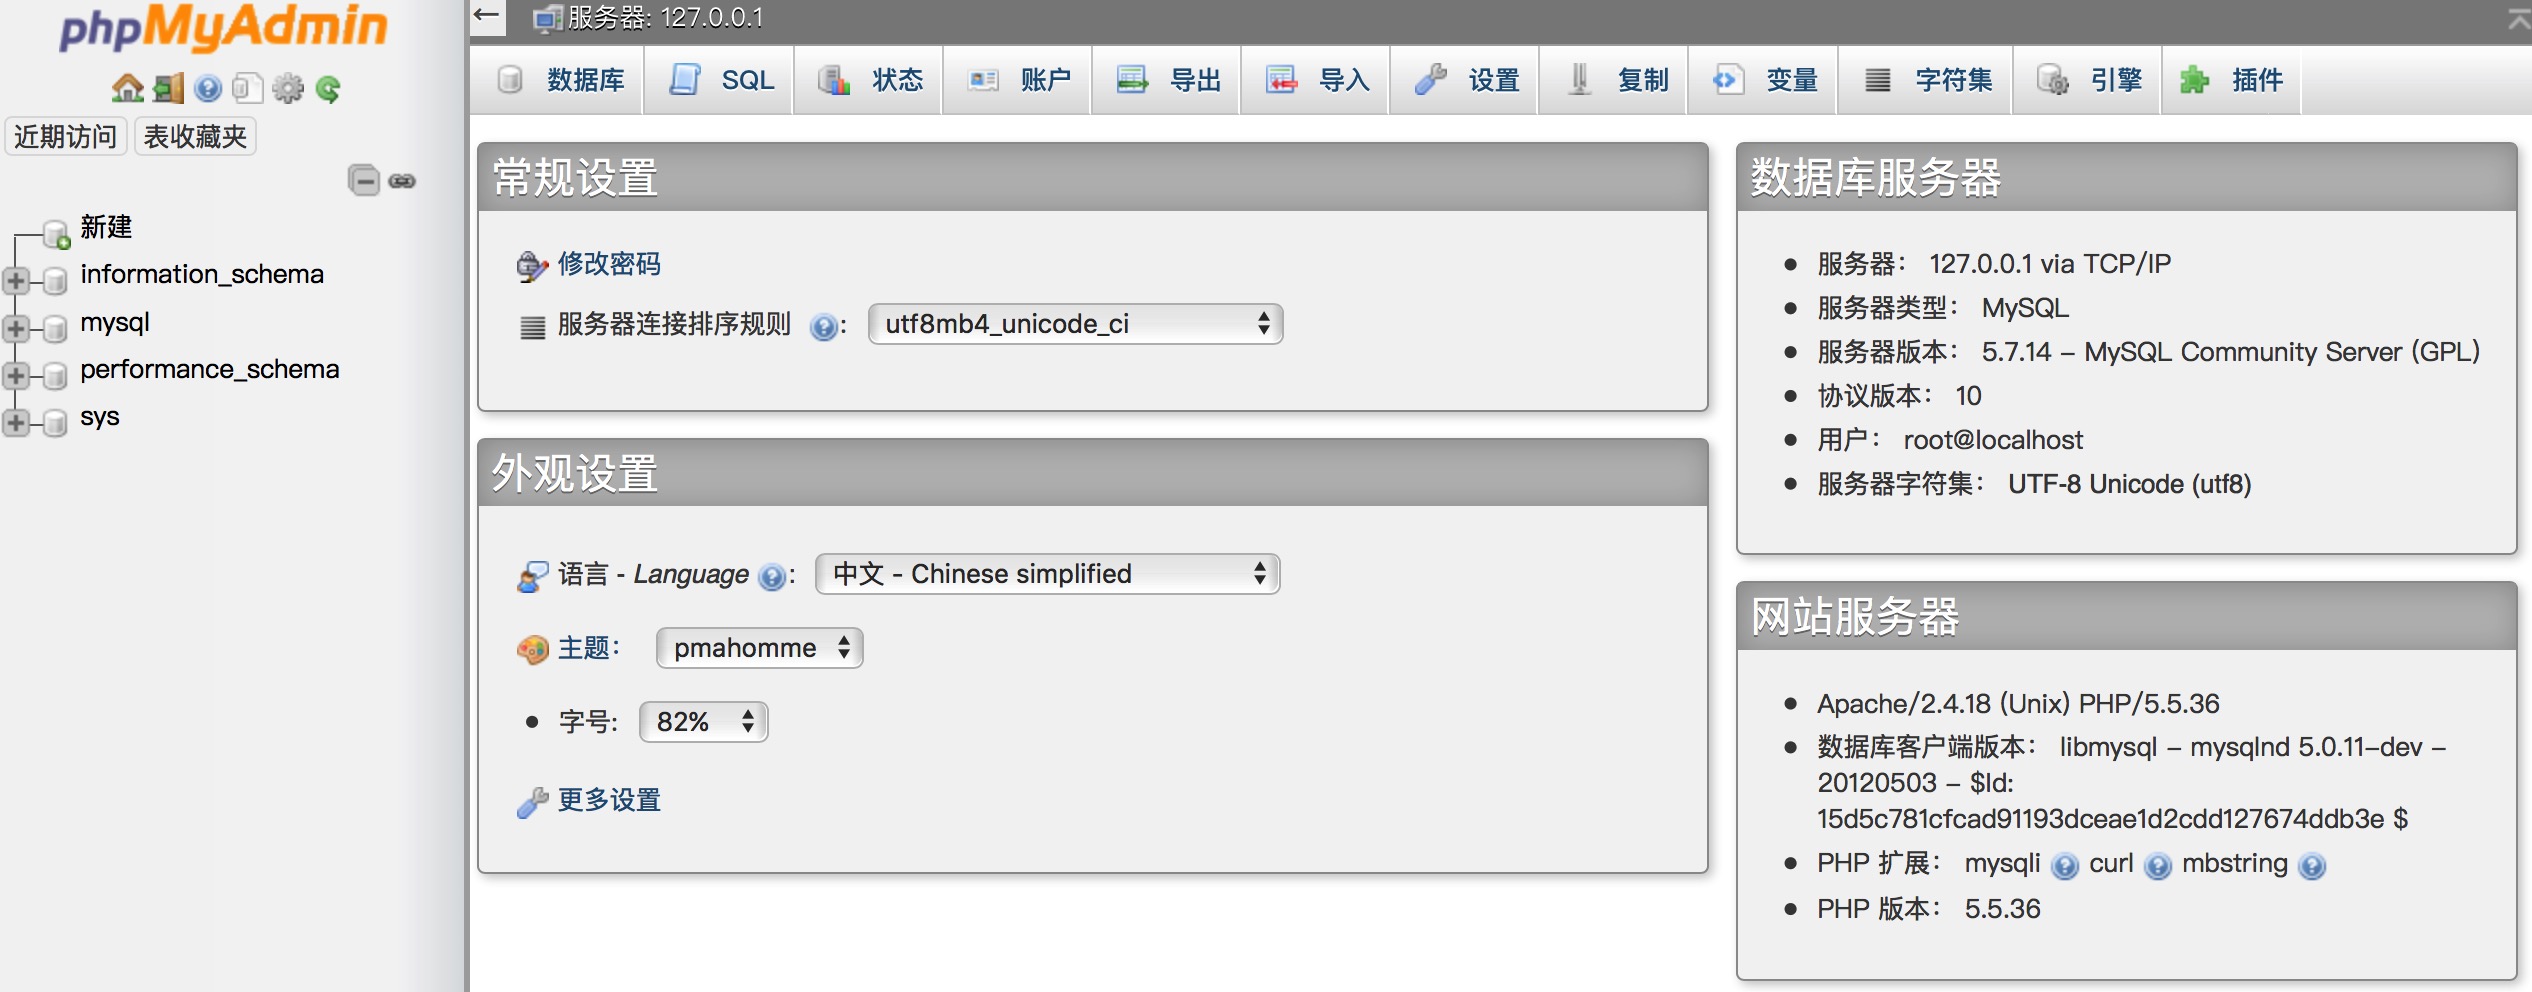 phpMyAdmin
近期访问 表收藏夹
新建
information_schema
mysql
performance_schema
sys
服务器: 127.0.0.1
数据库 SQL 状态 账户 导出 导入 设置 复制 变量 字符集 引擎 插件
常规设置
修改密码
服务器连接排序规则 : utf8mb4_unicode_ci
外观设置
语言 - Language : 中文 - Chinese simplified
主题: pmahomme
字号: 82%
更多设置
数据库服务器
服务器: 127.0.0.1 via TCP/IP
服务器类型: MySQL
服务器版本: 5.7.14 - MySQL Community Server (GPL)
协议版本: 10
用户: root@localhost
服务器字符集: UTF-8 Unicode (utf8)
网站服务器
Apache/2.4.18 (Unix) PHP/5.5.36
数据库客户端版本: libmysql - mysqlnd 5.0.11-dev -
20120503 - $Id:
15d5c781cfcad91193dceae1d2cdd127674ddb3e $
PHP 扩展: mysqli curl mbstring
PHP 版本: 5.5.36